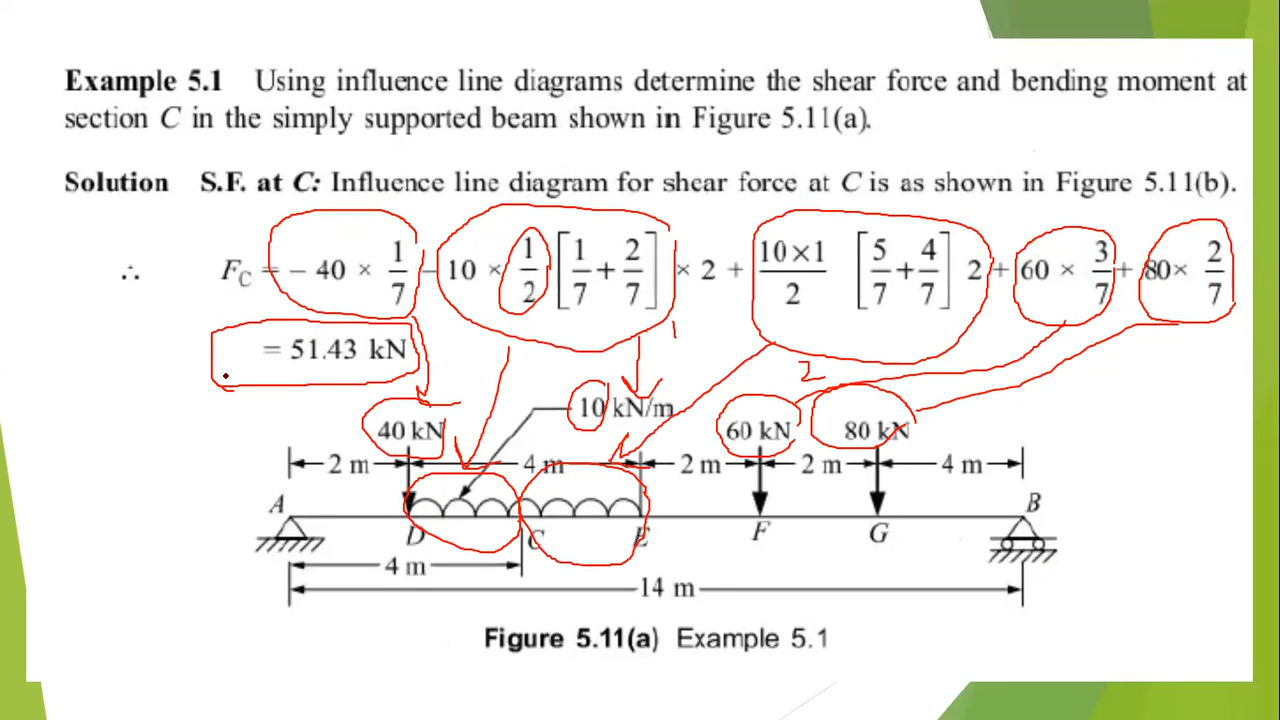 Example 5.1 Using influence line diagrams determine the shear force and bending moment at
section C in the simply supported beam shown in Figure 5.11(a).
Solution S.F. at C: Influence line diagram for shear force at C is as shown in Figure 5.11(b).
∴ F_C = − 40 × 1/7 − 10 × 1/2 [1/7 + 2/7] × 2 + (10×1)/2 [5/7 + 4/7] 2 + 60 × 3/7 + 80× 2/7
= 51.43 kN
2
10 kN/m
40 kN 60 kN 80 kN
2 m 4 m 2 m 2 m 4 m
A B
D C E F G
4 m
14 m
Figure 5.11(a) Example 5.1